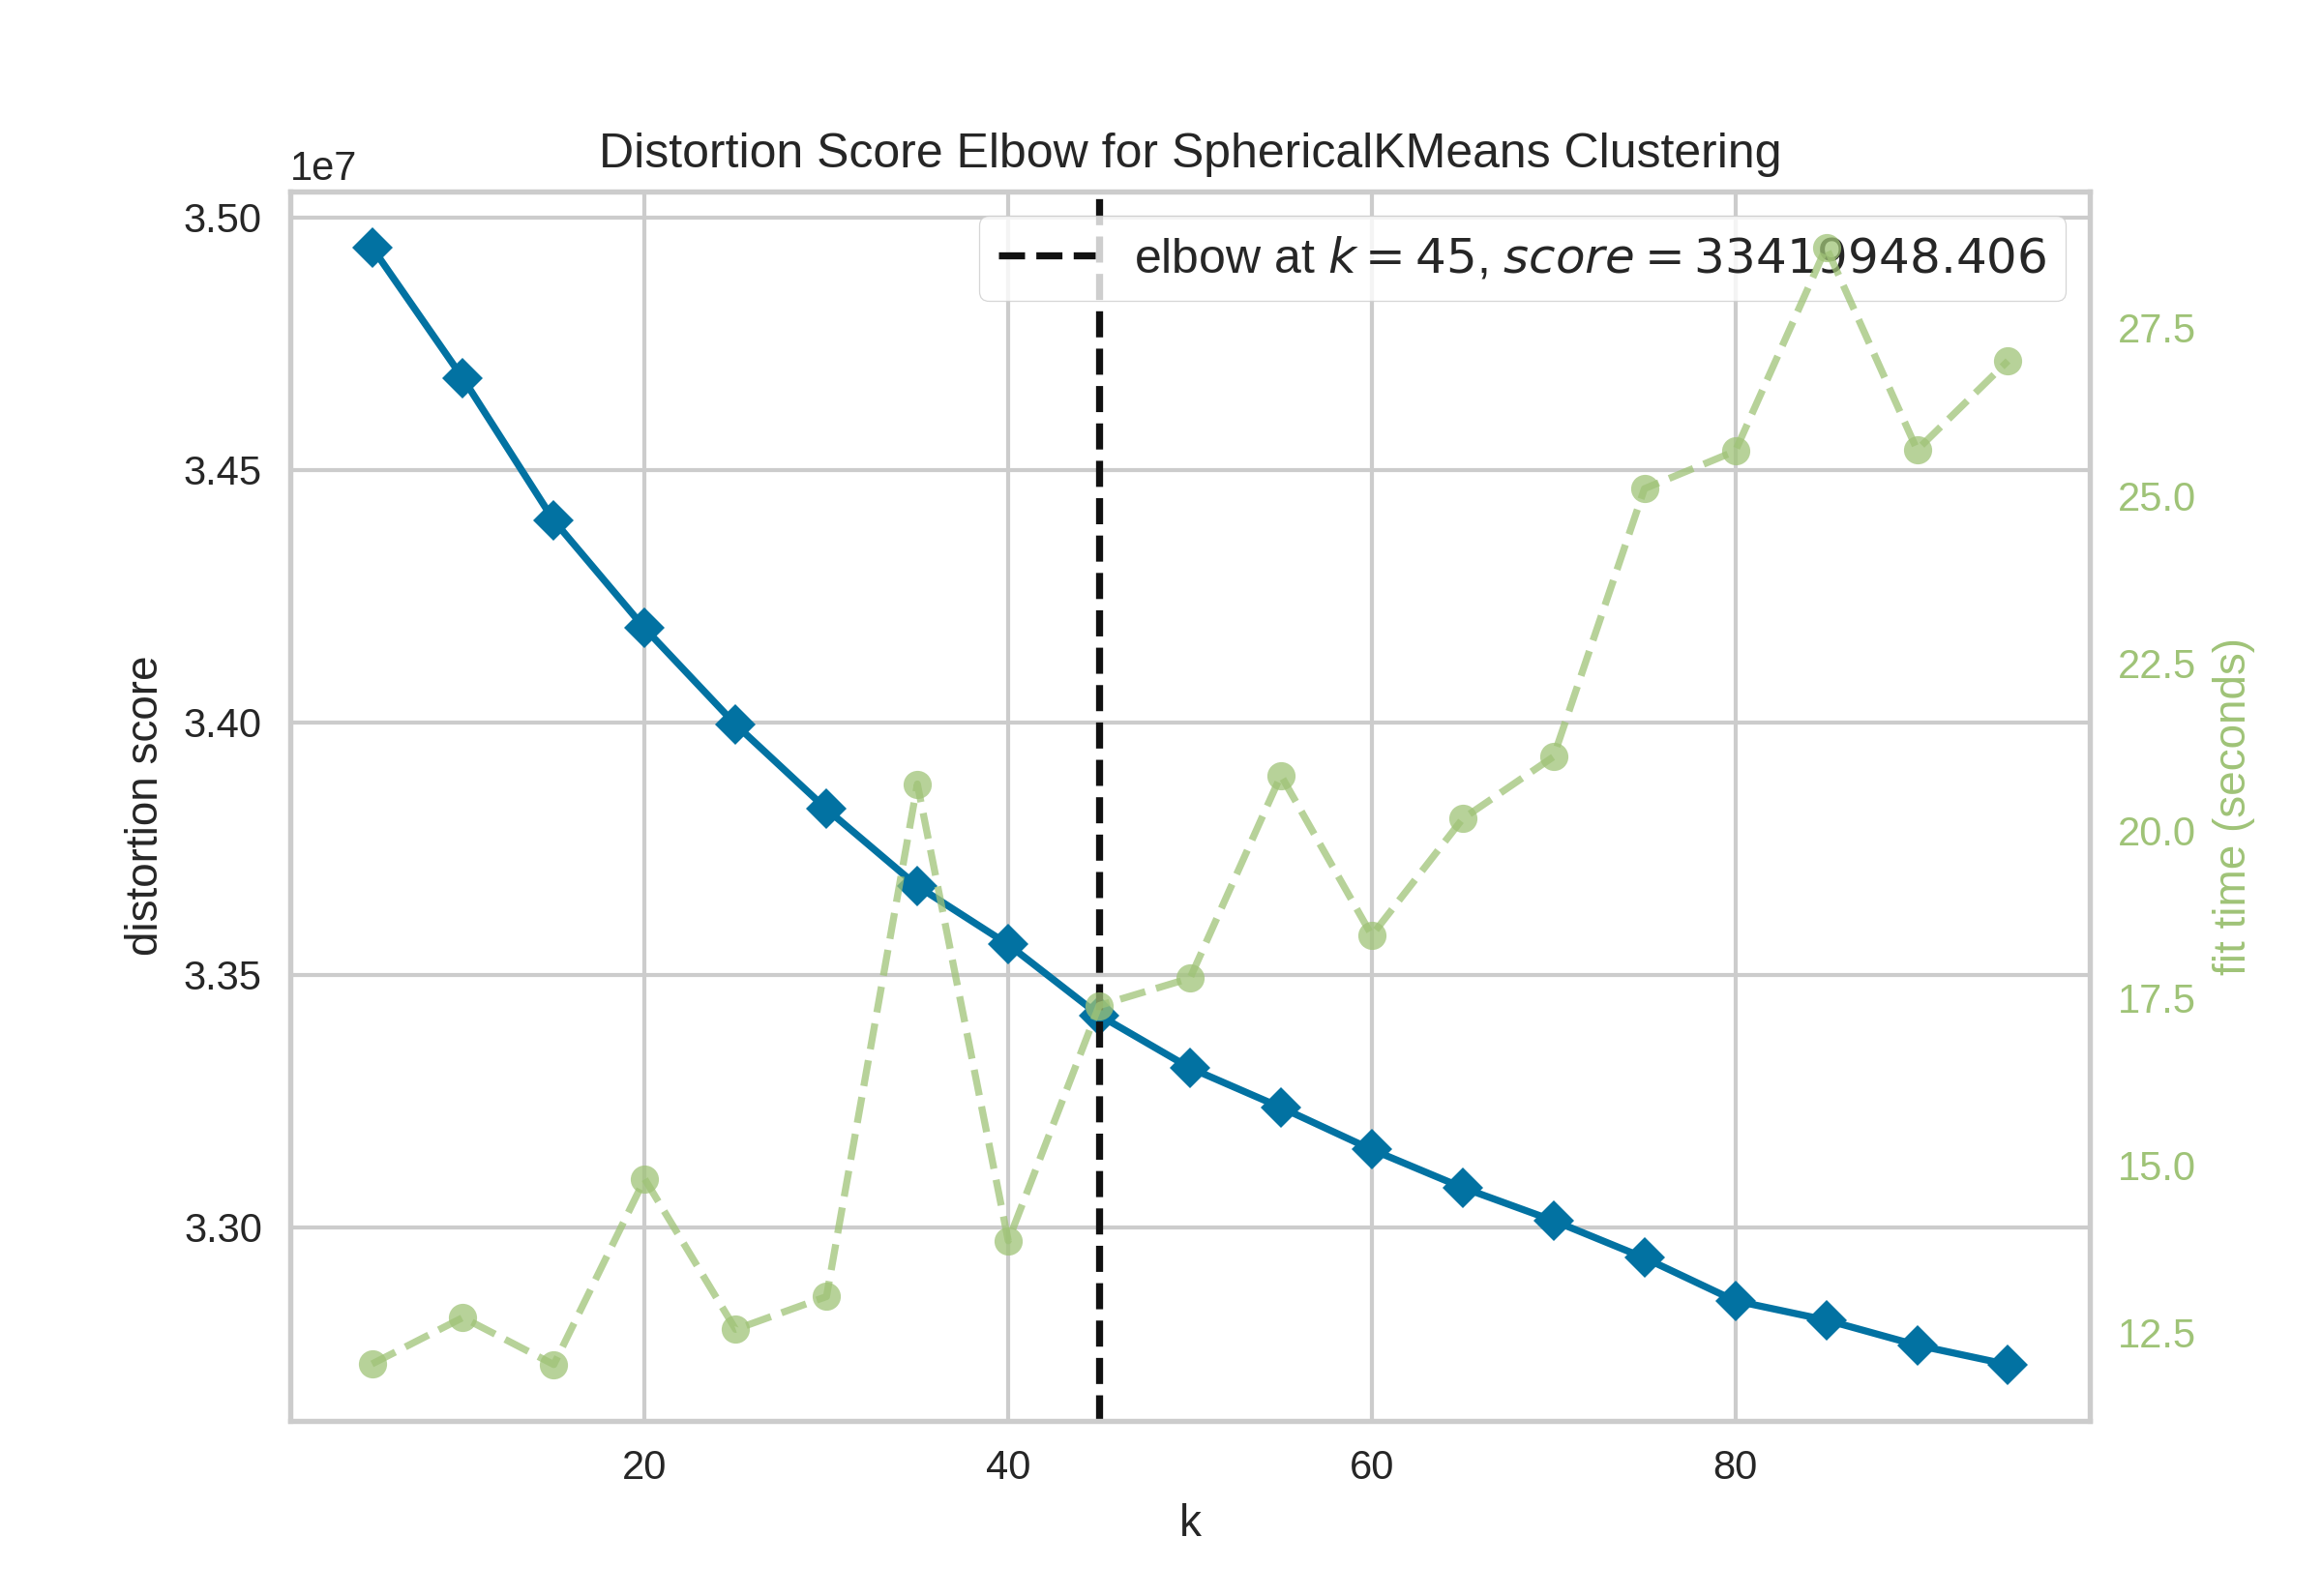 Distortion Score Elbow for SphericalKMeans Clustering
1e7
elbow at k = 45, score = 33419948.406
3.50
3.45
3.40
3.35
3.30
distortion score
27.5
25.0
22.5
20.0
17.5
15.0
12.5
fit time (seconds)
20 40 60 80
k